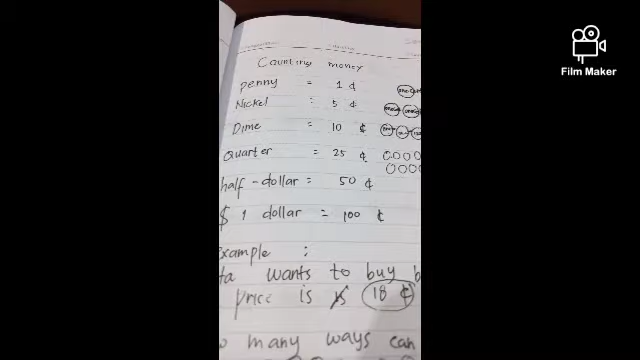 Counting money
Penny = 1 ¢
Nickel = 5 ¢
Dime = 10 ¢
Quarter = 25 ¢
half-dollar = 50 ¢
$ 1 dollar = 100 ¢
example :
wants to buy
price is 18 ¢
many ways can
Film Maker